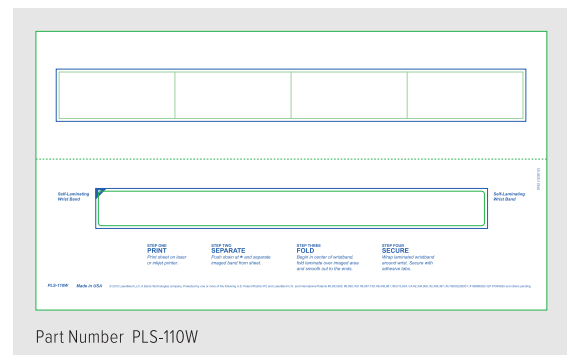 Self-Laminating
Wrist Band
Self-Laminating
Wrist Band
STEP ONE
PRINT
Print sheet on laser
or inkjet printer.
STEP TWO
SEPARATE
Push down at and separate
imaged band from sheet.
STEP THREE
FOLD
Begin in center of wristband,
fold laminate over imaged area
and smooth out to the ends.
STEP FOUR
SECURE
Wrap laminated wristband
around wrist. Secure with
adhesive tabs.
PLS-110W Made in USA
Part Number PLS-110W